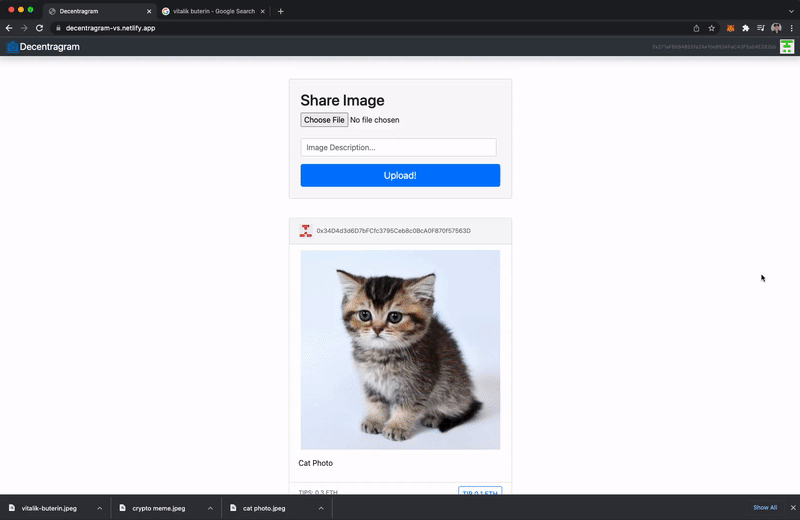 Decentragram
vitalik buterin - Google Search
decentragram-vs.netlify.app
Decentragram
Share Image
Choose File No file chosen
Image Description...
Upload!
0x34D4d3d6D7bFCfc3795Ceb8c0BcA0F870f57563D
Cat Photo
TIPS: 0.3 ETH
TIP 0.1 ETH
vitalik-buterin.jpeg
crypto meme.jpeg
cat photo.jpeg
Show All